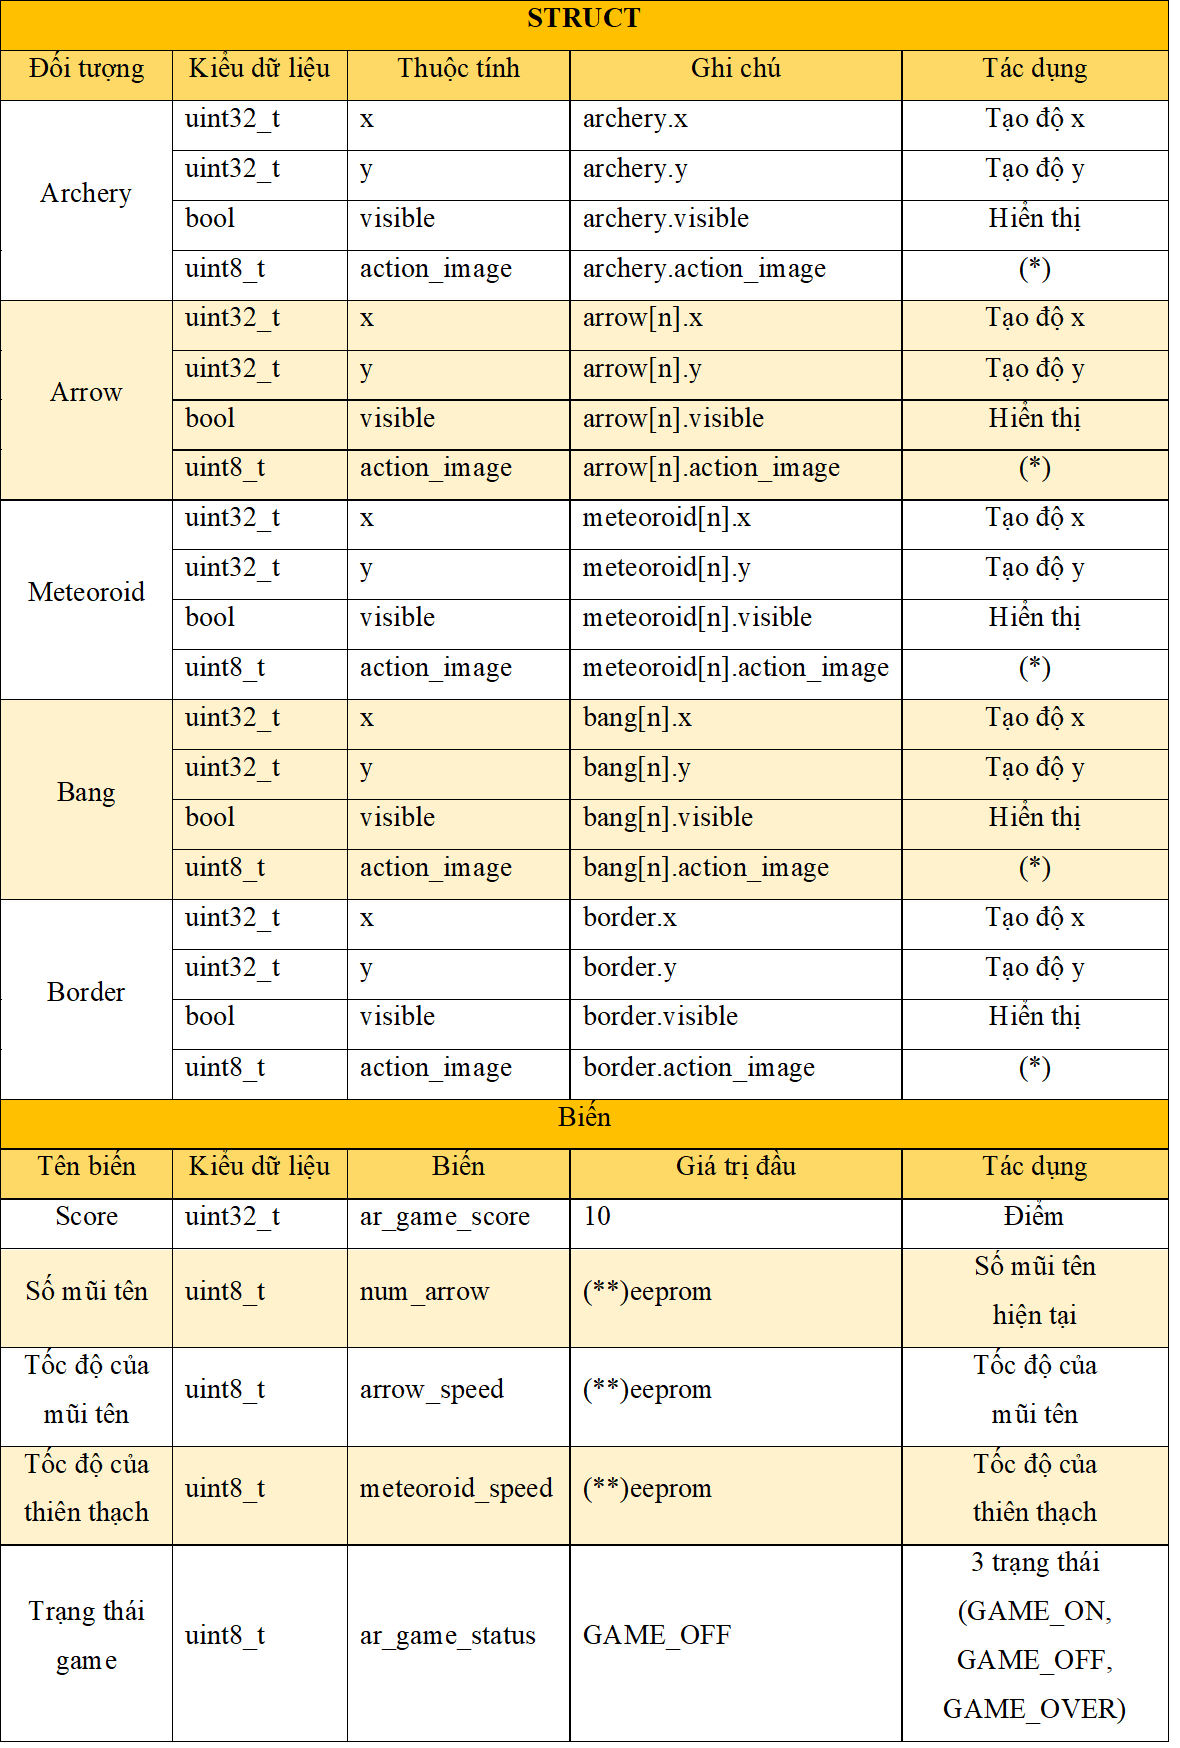 STRUCT
Đối tượng Kiểu dữ liệu Thuộc tính Ghi chú Tác dụng
Archery
uint32_t x archery.x Tạo độ x
uint32_t y archery.y Tạo độ y
bool visible archery.visible Hiển thị
uint8_t action_image archery.action_image (*)
Arrow
uint32_t x arrow[n].x Tạo độ x
uint32_t y arrow[n].y Tạo độ y
bool visible arrow[n].visible Hiển thị
uint8_t action_image arrow[n].action_image (*)
Meteoroid
uint32_t x meteoroid[n].x Tạo độ x
uint32_t y meteoroid[n].y Tạo độ y
bool visible meteoroid[n].visible Hiển thị
uint8_t action_image meteoroid[n].action_image (*)
Bang
uint32_t x bang[n].x Tạo độ x
uint32_t y bang[n].y Tạo độ y
bool visible bang[n].visible Hiển thị
uint8_t action_image bang[n].action_image (*)
Border
uint32_t x border.x Tạo độ x
uint32_t y border.y Tạo độ y
bool visible border.visible Hiển thị
uint8_t action_image border.action_image (*)
Biến
Tên biến Kiểu dữ liệu Biến Giá trị đầu Tác dụng
Score uint32_t ar_game_score 10 Điểm
Số mũi tên uint8_t num_arrow (**)eeprom Số mũi tên
hiện tại
Tốc độ của
mũi tên uint8_t arrow_speed (**)eeprom Tốc độ của
mũi tên
Tốc độ của
thiên thạch uint8_t meteoroid_speed (**)eeprom Tốc độ của
thiên thạch
Trạng thái
game uint8_t ar_game_status GAME_OFF 3 trạng thái
(GAME_ON,
GAME_OFF,
GAME_OVER)